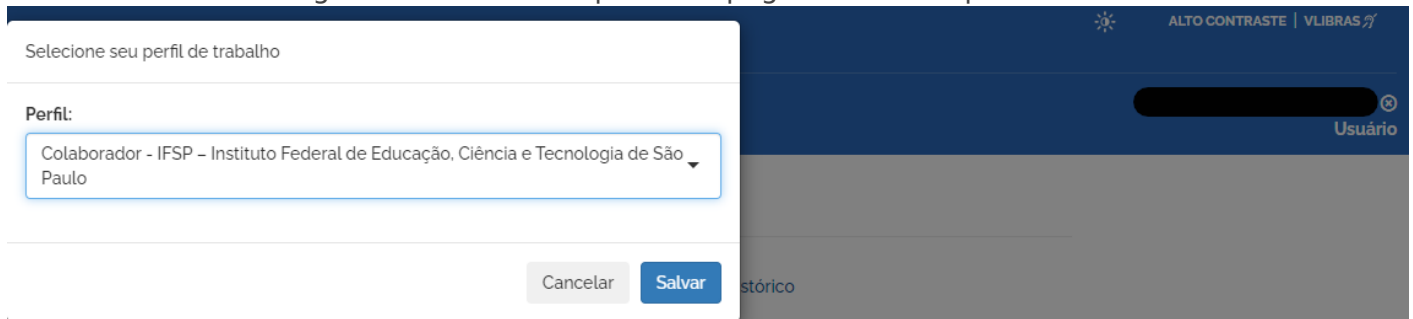 Selecione seu perfil de trabalho
ALTO CONTRASTE | VLIBRAS
Perfil:
Colaborador - IFSP – Instituto Federal de Educação, Ciência e Tecnologia de São
Paulo
Usuário
Cancelar
Salvar
stórico